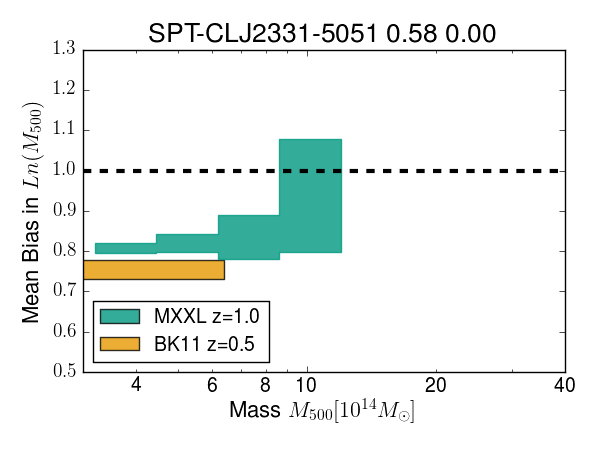 SPT-CLJ2331-5051 0.58 0.00
1.3
1.2
1.1
1.0
0.9
0.8
0.7
0.6
0.5
Mean Bias in Ln(M₅₀₀)
MXXL z=1.0
BK11 z=0.5
4 6 8 10 20 40
Mass M₅₀₀[10¹⁴M☉]